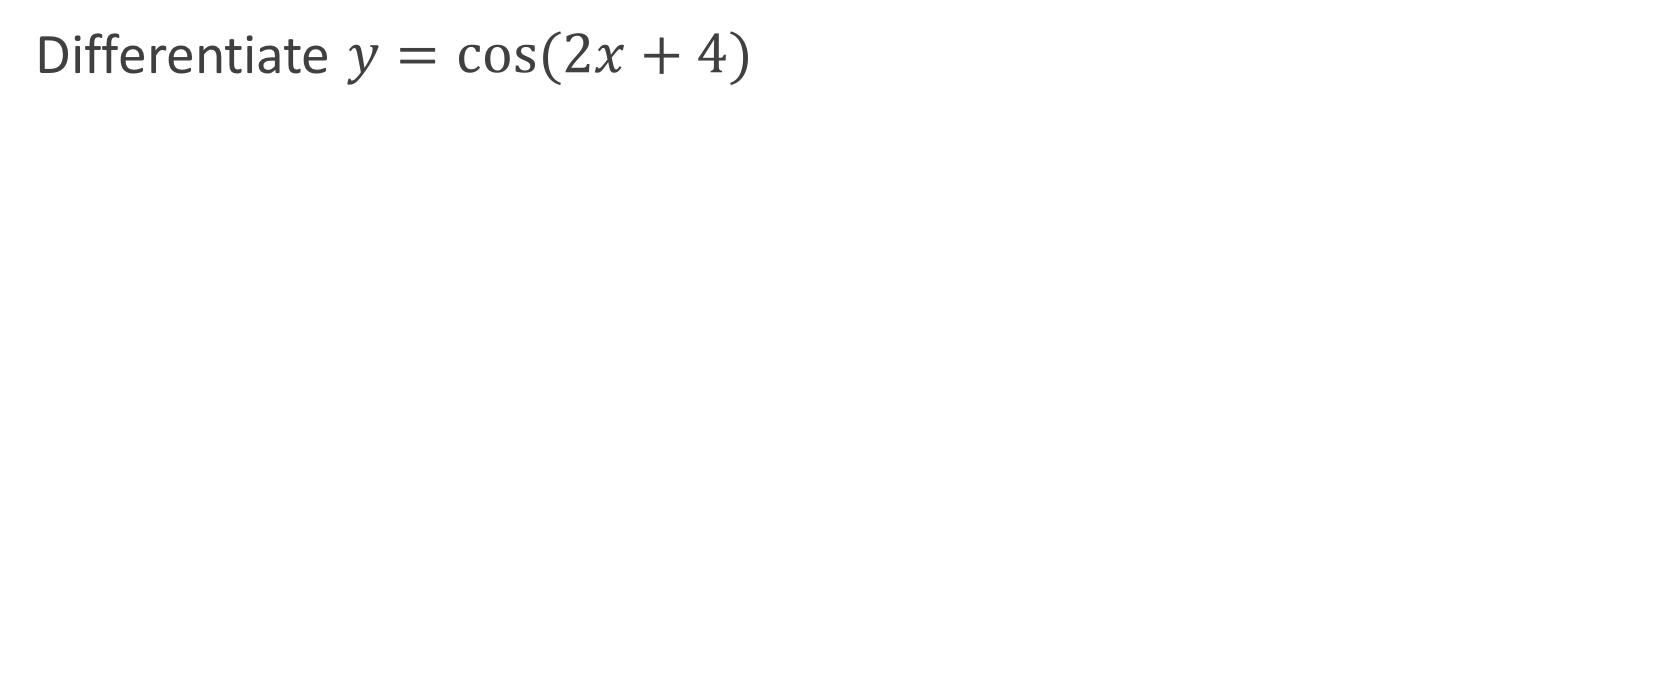 Differentiate y = cos(2x + 4)